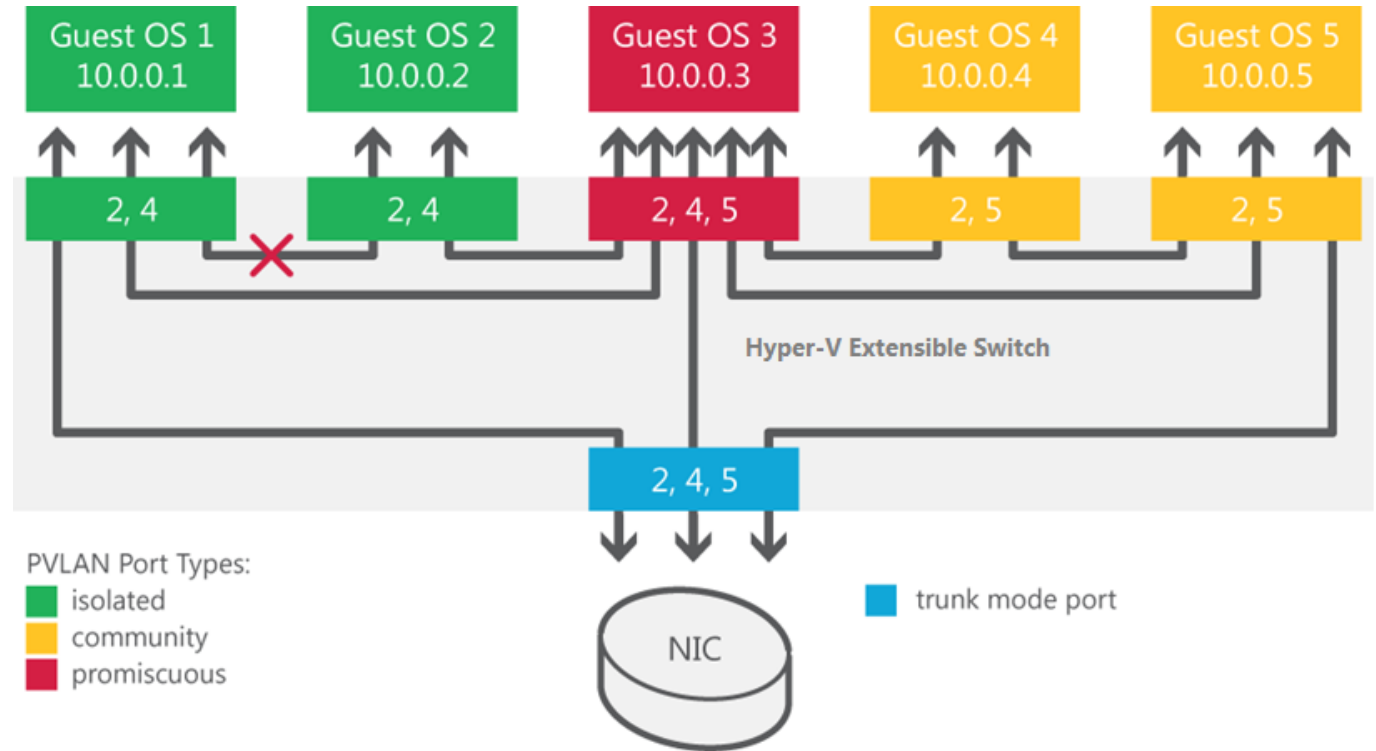 Guest OS 1
10.0.0.1
Guest OS 2
10.0.0.2
Guest OS 3
10.0.0.3
Guest OS 4
10.0.0.4
Guest OS 5
10.0.0.5
2, 4
2, 4
2, 4, 5
2, 5
2, 5
Hyper-V Extensible Switch
2, 4, 5
PVLAN Port Types:
isolated
community
promiscuous
trunk mode port
NIC